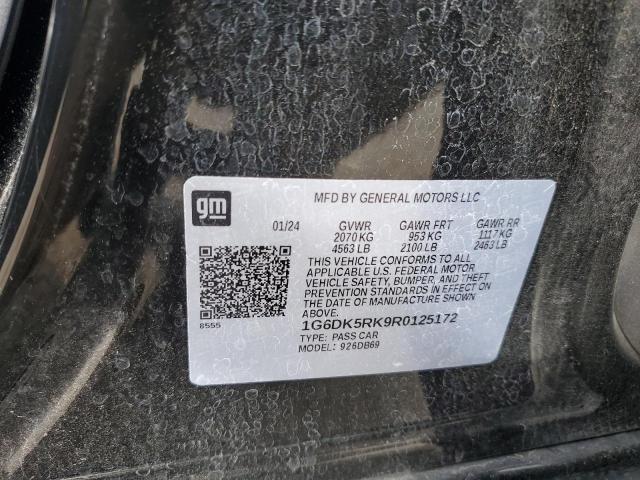 gm
MFD BY GENERAL MOTORS LLC
01/24 GVWR GAWR FRT GAWR RR
2070 KG 953 KG 1117 KG
4563 LB 2100 LB 2463 LB
THIS VEHICLE CONFORMS TO ALL
APPLICABLE U.S. FEDERAL MOTOR
VEHICLE SAFETY, BUMPER, AND THEFT
PREVENTION STANDARDS IN EFFECT ON
THE DATE OF MANUFACTURE SHOWN
ABOVE.
8555
1G6DK5RK9R0125172
TYPE: PASS CAR
MODEL: 926DB69